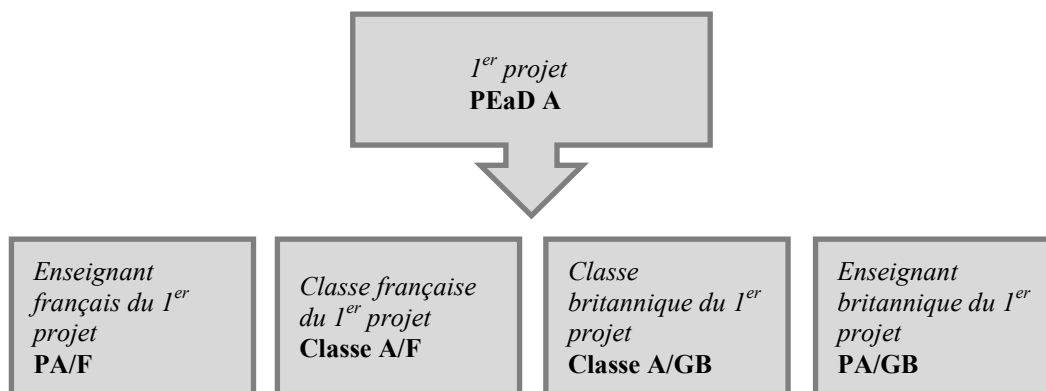 1er projet
PEaD A
Enseignant
français du 1er
projet
PA/F
Classe française
du 1er projet
Classe A/F
Classe
britannique du 1er
projet
Classe A/GB
Enseignant
britannique du 1er
projet
PA/GB